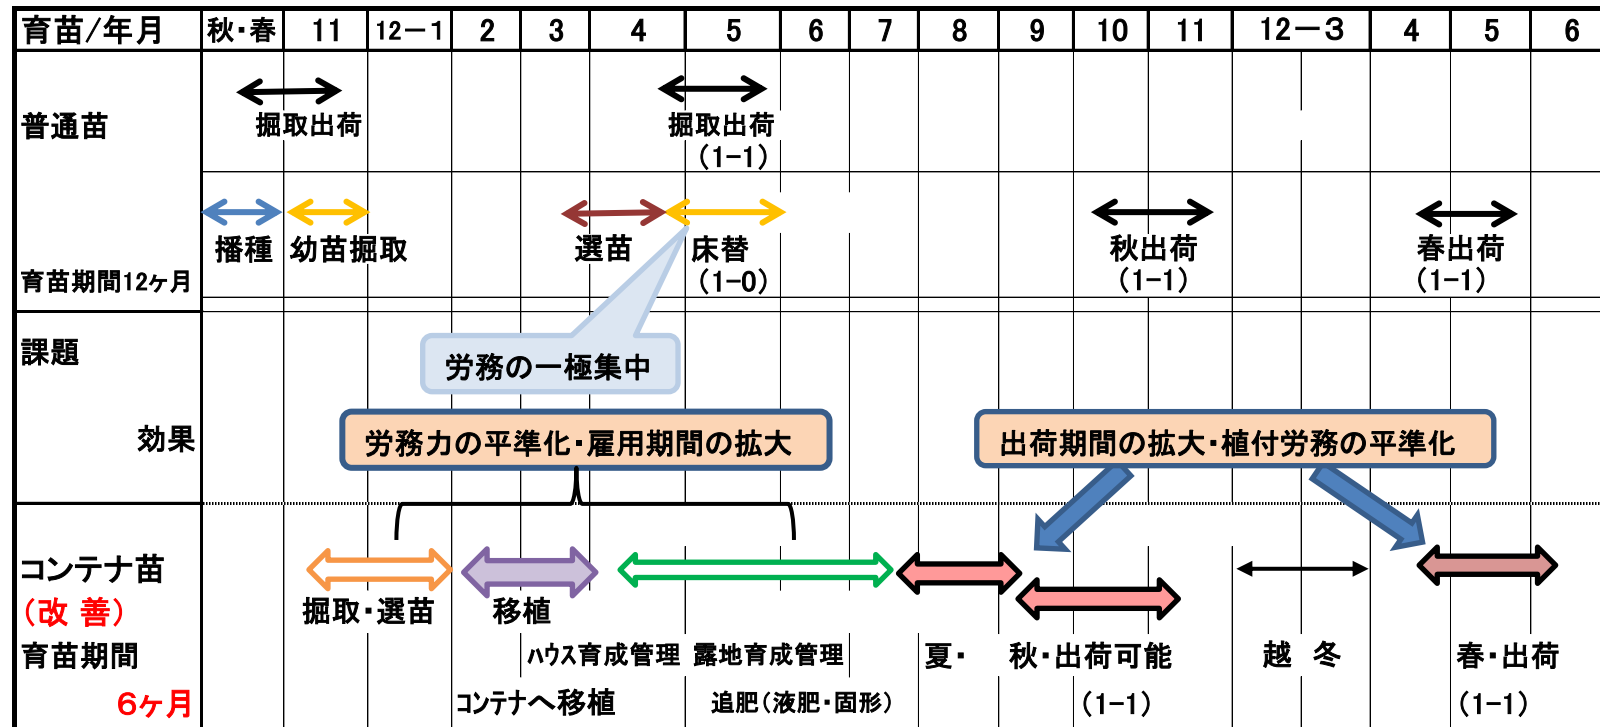 育苗/年月 秋・春 11 12－1 2 3 4 5 6 7 8 9 10 11 12－3 4 5 6
普通苗
掘取出荷
掘取出荷
(1-1)
播種 幼苗掘取 選苗 床替 秋出荷 春出荷
育苗期間12ヶ月 (1-0) (1-1) (1-1)
課題
労務の一極集中
効果
労務力の平準化・雇用期間の拡大
出荷期間の拡大・植付労務の平準化
コンテナ苗
(改 善)
掘取・選苗 移植
育苗期間 ハウス育成管理 露地育成管理 夏・ 秋・出荷可能 越 冬 春・出荷
6ヶ月 コンテナへ移植 追肥(液肥・固形) (1-1) (1-1)